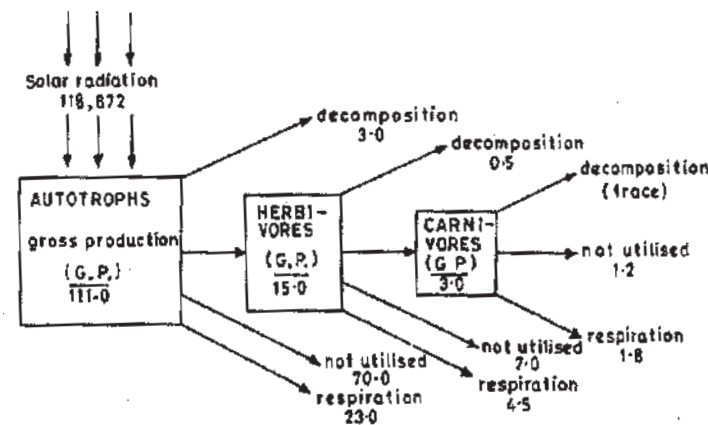 Solar radiation
118,872
decomposition
3.0
decomposition
0.5
decomposition
(trace)
AUTOTROPHS
gross production
(G.P.)
111.0
HERBI-
VORES
(G.P.)
15.0
CARNI-
VORES
(G P)
3.0
not utilised
1.2
respiration
1.8
not utilised
7.0
respiration
4.5
not utilised
70.0
respiration
23.0